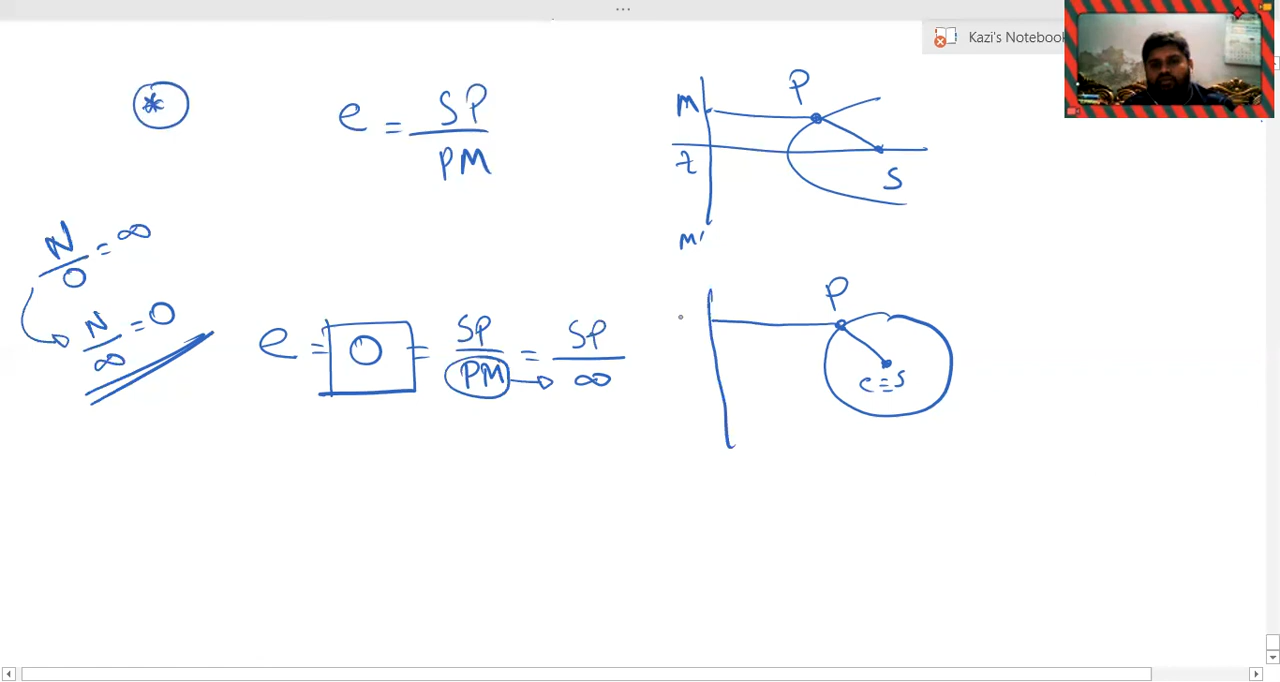 ...
Kazi's Notebook
*
e = SP/PM
P
M
Z
S
M'
N/0 = ∞
N/∞ = 0
e = 0 = SP/PM = SP/∞
P
c=S